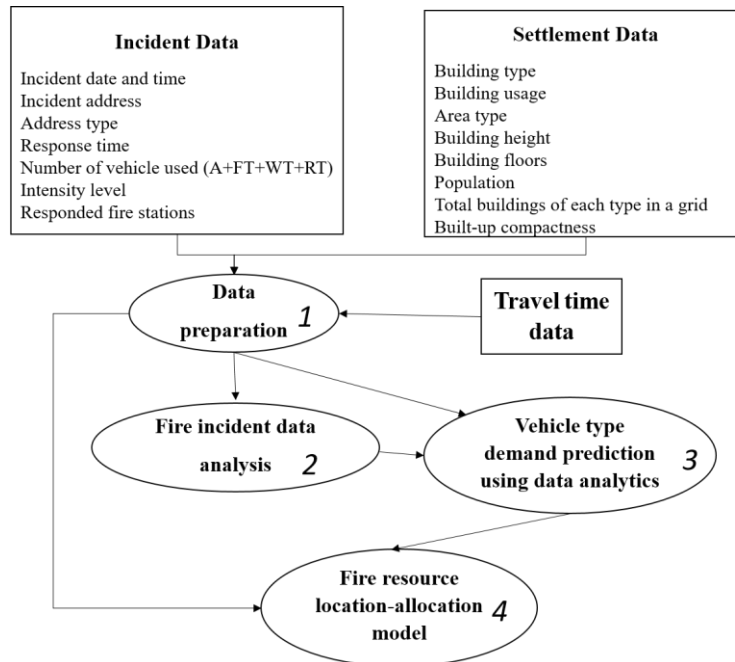 Incident Data
Incident date and time
Incident address
Address type
Response time
Number of vehicle used (A+FT+WT+RT)
Intensity level
Responded fire stations
Settlement Data
Building type
Building usage
Area type
Building height
Building floors
Population
Total buildings of each type in a grid
Built-up compactness
Data
preparation 1
Travel time
data
Fire incident data
analysis 2
Vehicle type
demand prediction 3
using data analytics
Fire resource
location-allocation 4
model